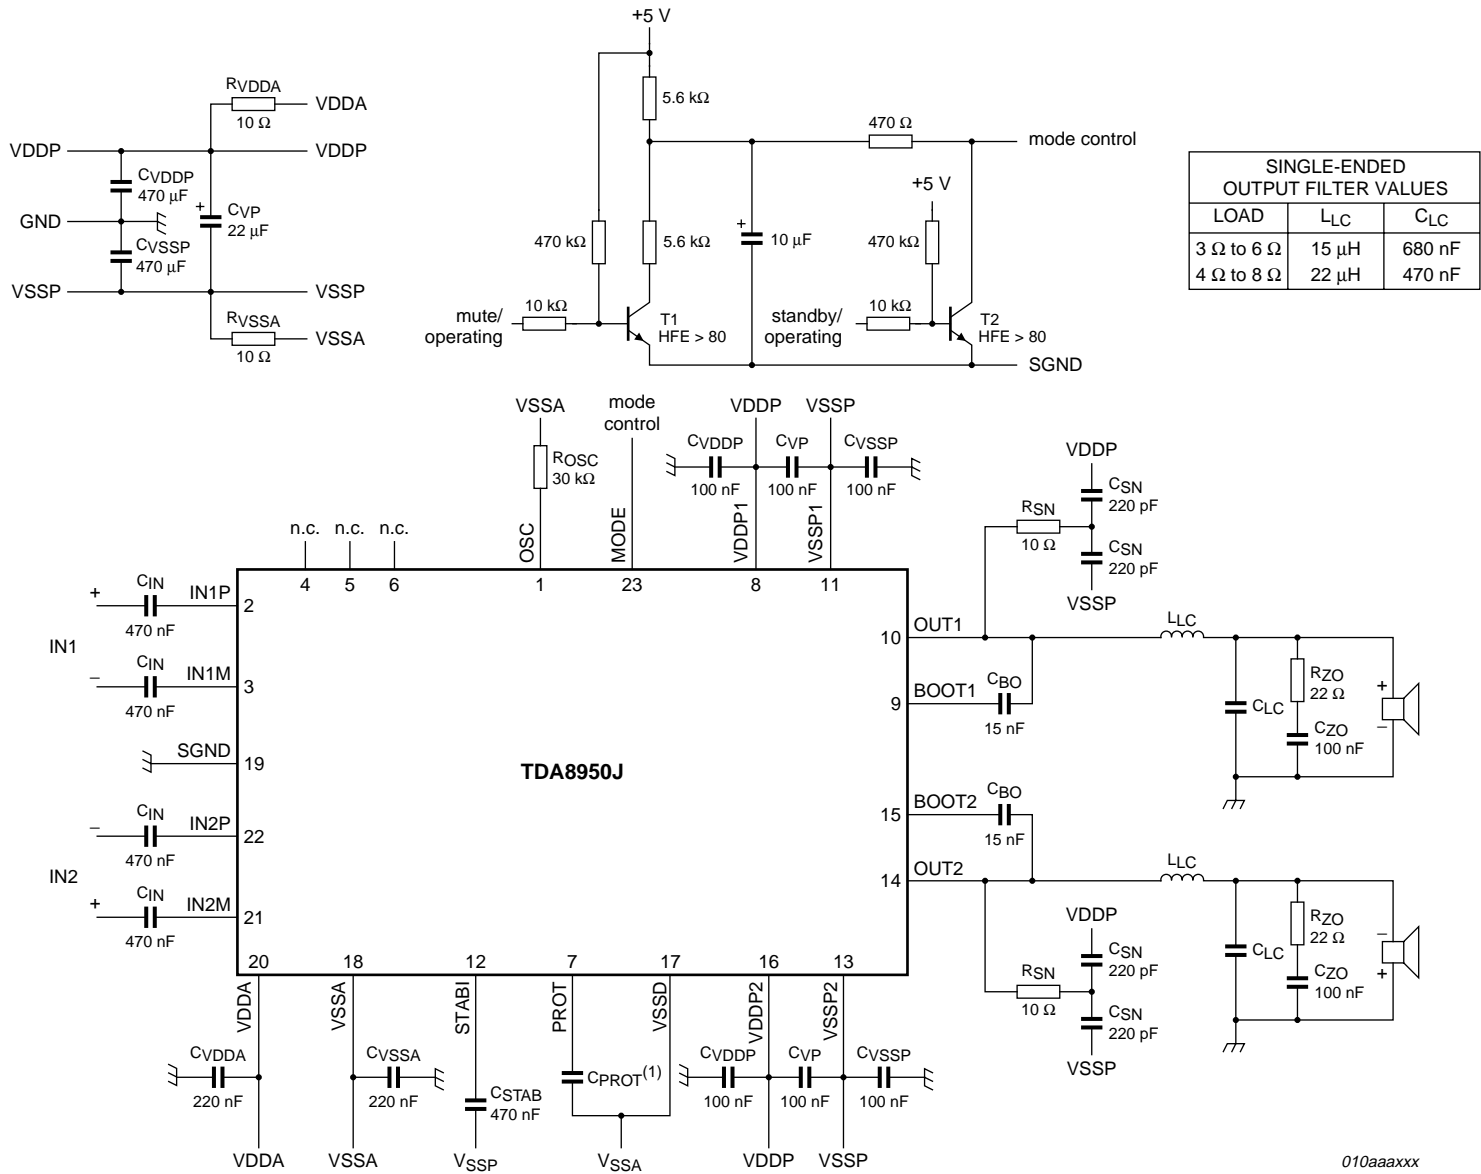 +5 V
RVDDA
10 Ω
VDDA
VDDP
VDDP
CVDDP
470 μF
GND
+
CVP
22 μF
CVSSP
470 μF
VSSP
VSSP
RVSSA
10 Ω
VSSA
5.6 kΩ
470 Ω
mode control
+5 V
470 kΩ
5.6 kΩ
+
10 μF
470 kΩ
mute/
operating
10 kΩ
T1
HFE > 80
standby/
operating
10 kΩ
T2
HFE > 80
SGND
SINGLE-ENDED
OUTPUT FILTER VALUES
LOAD LLC CLC
3 Ω to 6 Ω 15 μH 680 nF
4 Ω to 8 Ω 22 μH 470 nF
VSSA
ROSC
30 kΩ
mode
control
VDDP
VSSP
CVDDP
100 nF
CVP
100 nF
CVSSP
100 nF
n.c. n.c. n.c.
OSC
MODE
VDDP1
VSSP1
4 5 6 1 23 8 11
VDDP
CSN
220 pF
RSN
10 Ω
CSN
220 pF
VSSP
+
CIN
470 nF
IN1P
2
IN1
−
CIN
470 nF
IN1M
3
SGND
19
−
CIN
470 nF
IN2P
22
IN2
+
CIN
470 nF
IN2M
21
TDA8950J
10
OUT1
LLC
9
BOOT1
CBO
15 nF
CLC
RZO
22 Ω
CZO
100 nF
+
−
15
BOOT2
CBO
15 nF
14
OUT2
LLC
VDDP
CSN
220 pF
RSN
10 Ω
CSN
220 pF
VSSP
CLC
RZO
22 Ω
CZO
100 nF
−
+
20 18 12 7 17 16 13
VDDA
VSSA
STABI
PROT
VSSD
VDDP2
VSSP2
CVDDA
220 nF
CVSSA
220 nF
CSTAB
470 nF
CPROT(1)
CVDDP
100 nF
CVP
100 nF
CVSSP
100 nF
VDDA VSSA VSSP VSSA VDDP VSSP
010aaaxxx